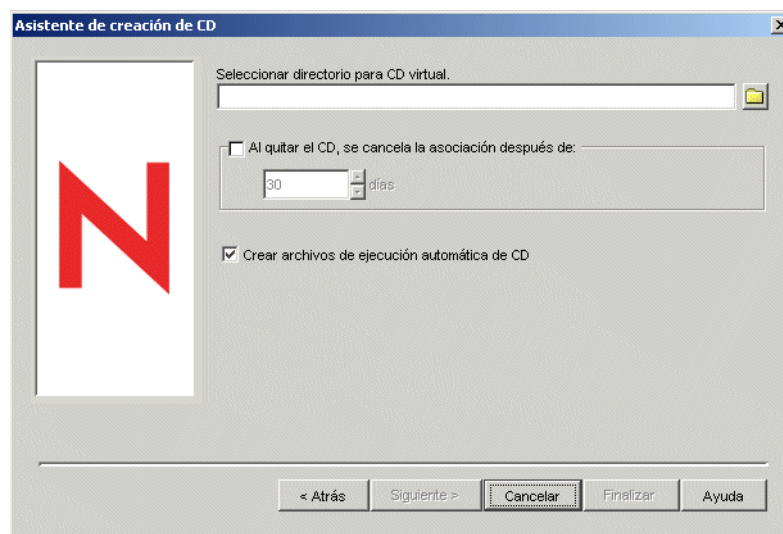 Asistente de creación de CD
Seleccionar directorio para CD virtual.
Al quitar el CD, se cancela la asociación después de:
30 días
Crear archivos de ejecución automática de CD
N
< Atrás Siguiente > Cancelar Finalizar Ayuda